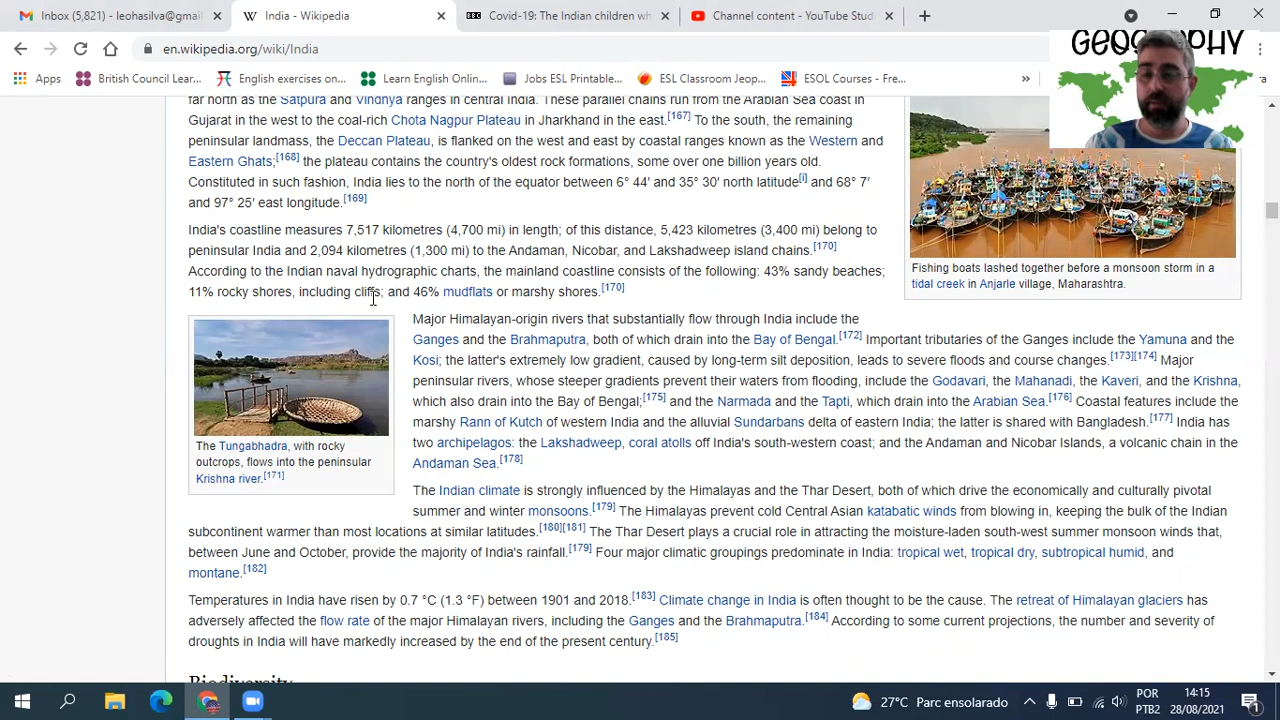 Inbox (5,821) - leohasilva@gmail
India - Wikipedia
Covid-19: The Indian children wh
Channel content - YouTube Stud
en.wikipedia.org/wiki/India
GEOGRAPHY
Apps
British Council Lear...
English exercises on...
Learn English Online...
Jobs ESL Printable...
ESL Classroom Jeop...
ESOL Courses - Fre...
far north as the Satpura and Vindhya ranges in central India. These parallel chains run from the Arabian Sea coast in
Gujarat in the west to the coal-rich Chota Nagpur Plateau in Jharkhand in the east.[167] To the south, the remaining
peninsular landmass, the Deccan Plateau, is flanked on the west and east by coastal ranges known as the Western and
Eastern Ghats;[168] the plateau contains the country's oldest rock formations, some over one billion years old.
Constituted in such fashion, India lies to the north of the equator between 6° 44′ and 35° 30′ north latitude[i] and 68° 7′
and 97° 25′ east longitude.[169]
India's coastline measures 7,517 kilometres (4,700 mi) in length; of this distance, 5,423 kilometres (3,400 mi) belong to
peninsular India and 2,094 kilometres (1,300 mi) to the Andaman, Nicobar, and Lakshadweep island chains.[170]
According to the Indian naval hydrographic charts, the mainland coastline consists of the following: 43% sandy beaches;
11% rocky shores, including cliffs; and 46% mudflats or marshy shores.[170]
Fishing boats lashed together before a monsoon storm in a
tidal creek in Anjarle village, Maharashtra.
Major Himalayan-origin rivers that substantially flow through India include the
Ganges and the Brahmaputra, both of which drain into the Bay of Bengal.[172] Important tributaries of the Ganges include the Yamuna and the
Kosi; the latter's extremely low gradient, caused by long-term silt deposition, leads to severe floods and course changes.[173][174] Major
peninsular rivers, whose steeper gradients prevent their waters from flooding, include the Godavari, the Mahanadi, the Kaveri, and the Krishna,
which also drain into the Bay of Bengal;[175] and the Narmada and the Tapti, which drain into the Arabian Sea.[176] Coastal features include the
marshy Rann of Kutch of western India and the alluvial Sundarbans delta of eastern India; the latter is shared with Bangladesh.[177] India has
two archipelagos: the Lakshadweep, coral atolls off India's south-western coast; and the Andaman and Nicobar Islands, a volcanic chain in the
Andaman Sea.[178]
The Tungabhadra, with rocky
outcrops, flows into the peninsular
Krishna river.[171]
The Indian climate is strongly influenced by the Himalayas and the Thar Desert, both of which drive the economically and culturally pivotal
summer and winter monsoons.[179] The Himalayas prevent cold Central Asian katabatic winds from blowing in, keeping the bulk of the Indian
subcontinent warmer than most locations at similar latitudes.[180][181] The Thar Desert plays a crucial role in attracting the moisture-laden south-west summer monsoon winds that,
between June and October, provide the majority of India's rainfall.[179] Four major climatic groupings predominate in India: tropical wet, tropical dry, subtropical humid, and
montane.[182]
Temperatures in India have risen by 0.7 °C (1.3 °F) between 1901 and 2018.[183] Climate change in India is often thought to be the cause. The retreat of Himalayan glaciers has
adversely affected the flow rate of the major Himalayan rivers, including the Ganges and the Brahmaputra.[184] According to some current projections, the number and severity of
droughts in India will have markedly increased by the end of the present century.[185]
Biodiversity
27°C Parc ensolarado
POR
PTB2
14:15
28/08/2021